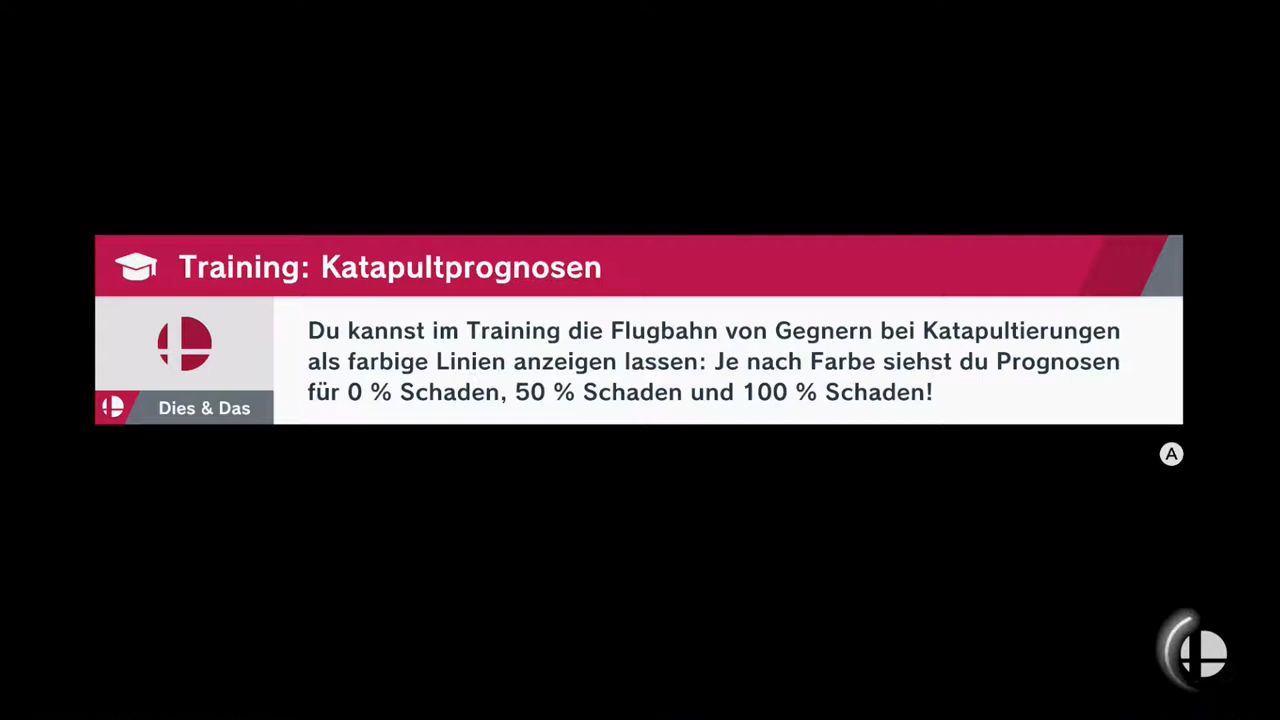 Training: Katapultprognosen
Du kannst im Training die Flugbahn von Gegnern bei Katapultierungen
als farbige Linien anzeigen lassen: Je nach Farbe siehst du Prognosen
für 0 % Schaden, 50 % Schaden und 100 % Schaden!
Dies & Das
A